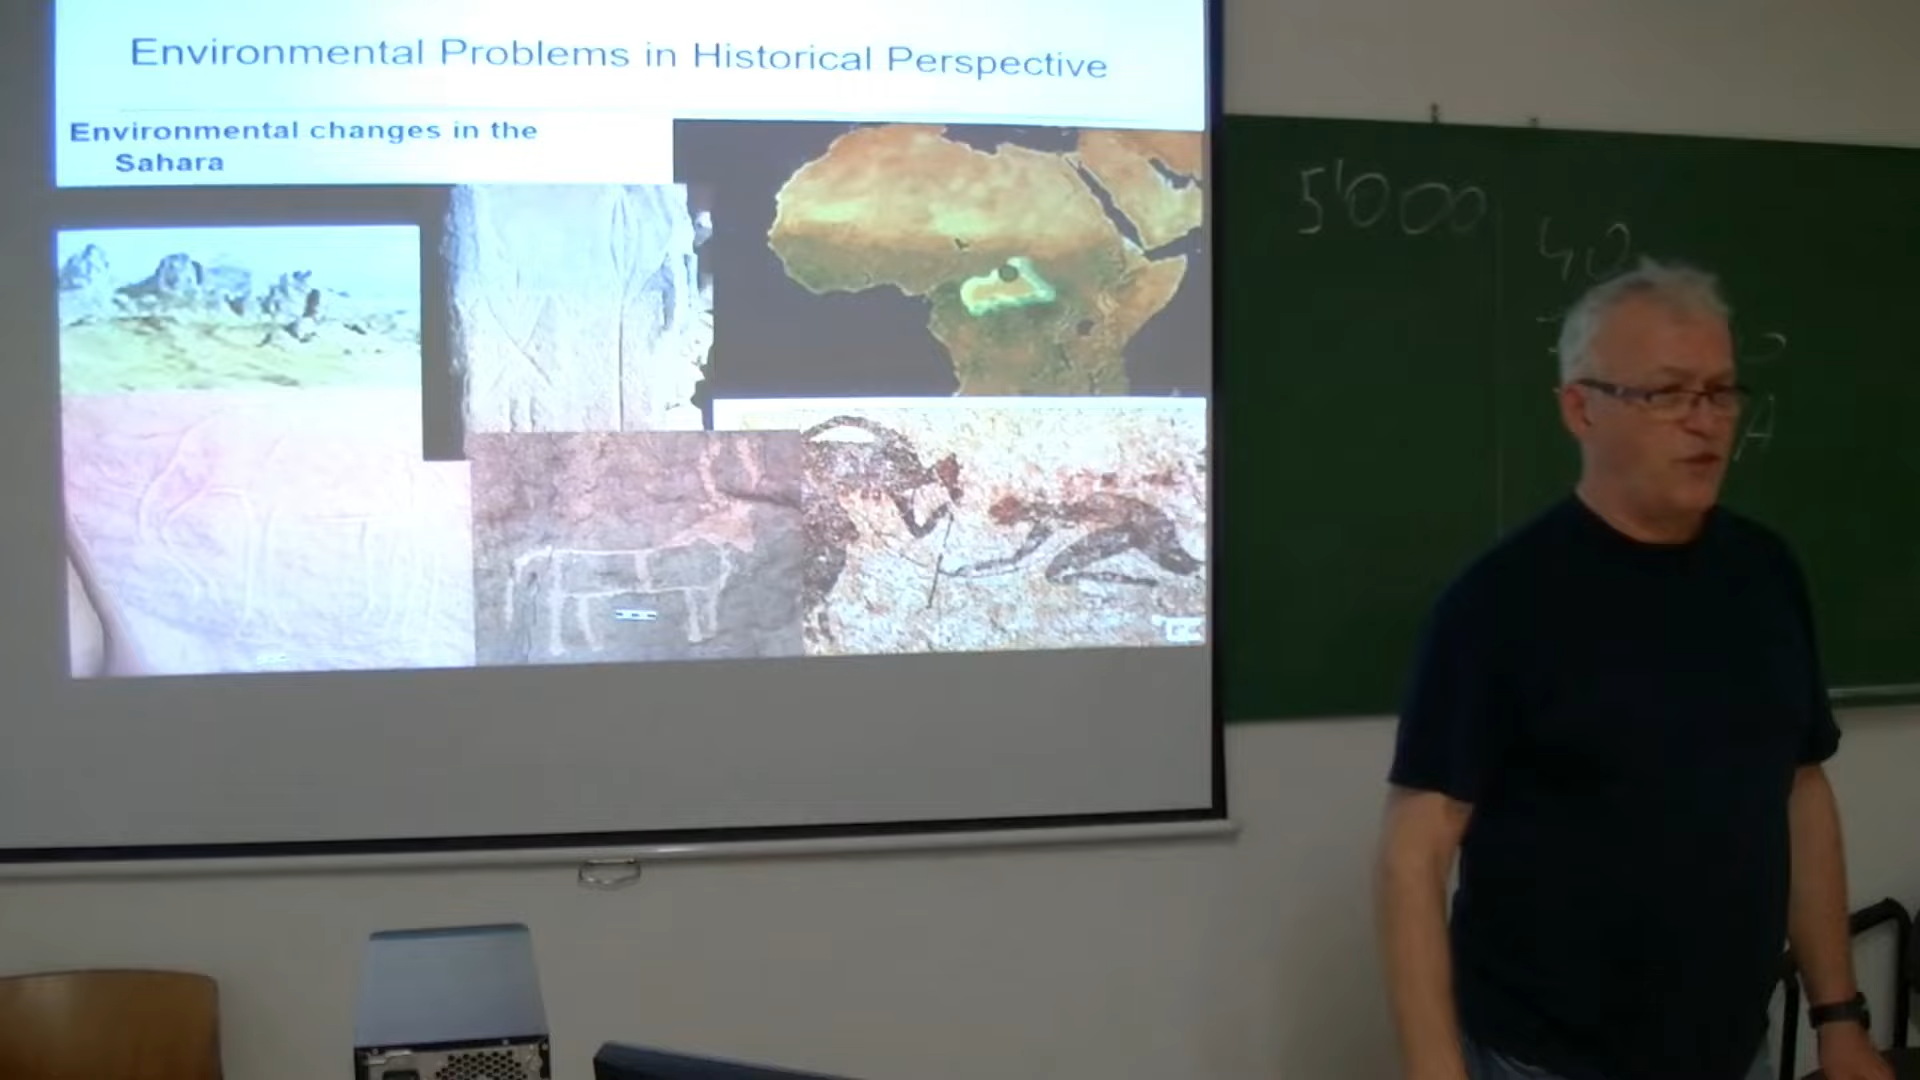 Environmental Problems in Historical Perspective
Environmental changes in the
Sahara
5'000
40
A